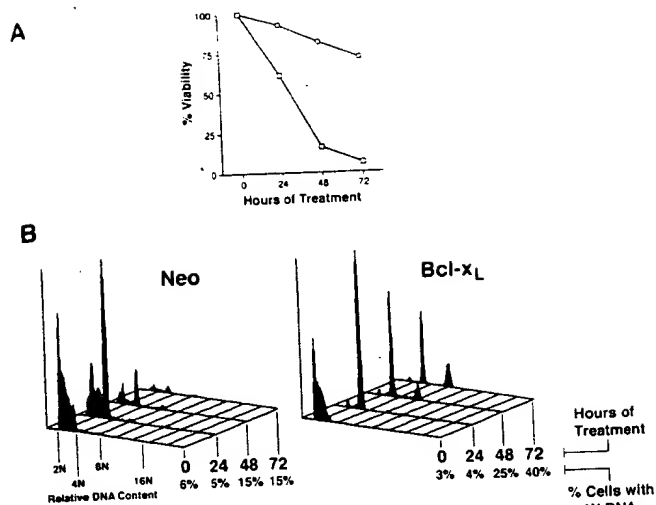 A
% Viability
100
75
50
25
0
0 24 48 72
Hours of Treatment
B
Neo
Bcl-xL
2N
4N
8N
16N
Relative DNA Content
0 24 48 72
6% 5% 15% 15%
0 24 48 72
3% 4% 25% 40%
Hours of
Treatment
% Cells with
DNA